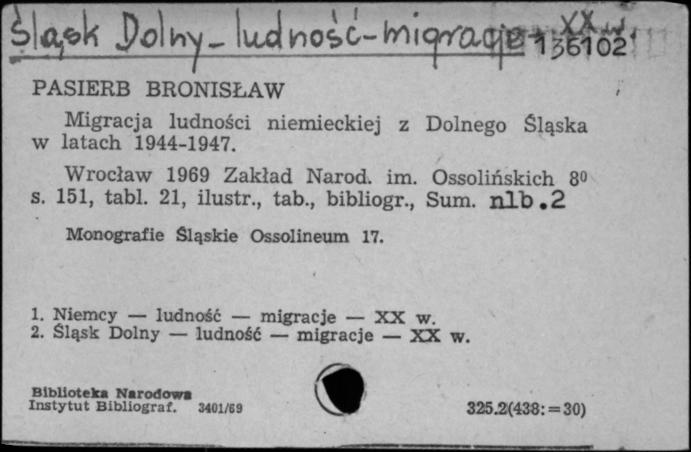 Śląsk Dolny - ludność - migracje - XX w.
136102
PASIERB BRONISŁAW
Migracja ludności niemieckiej z Dolnego Śląska
w latach 1944-1947.
Wrocław 1969 Zakład Narod. im. Ossolińskich 8⁰
s. 151, tabl. 21, ilustr., tab., bibliogr., Sum. nlb.2
Monografie Śląskie Ossolineum 17.
1. Niemcy — ludność — migracje — XX w.
2. Śląsk Dolny — ludność — migracje — XX w.
Biblioteka Narodowa
Instytut Bibliograf. 3401/69
325.2(438:=30)